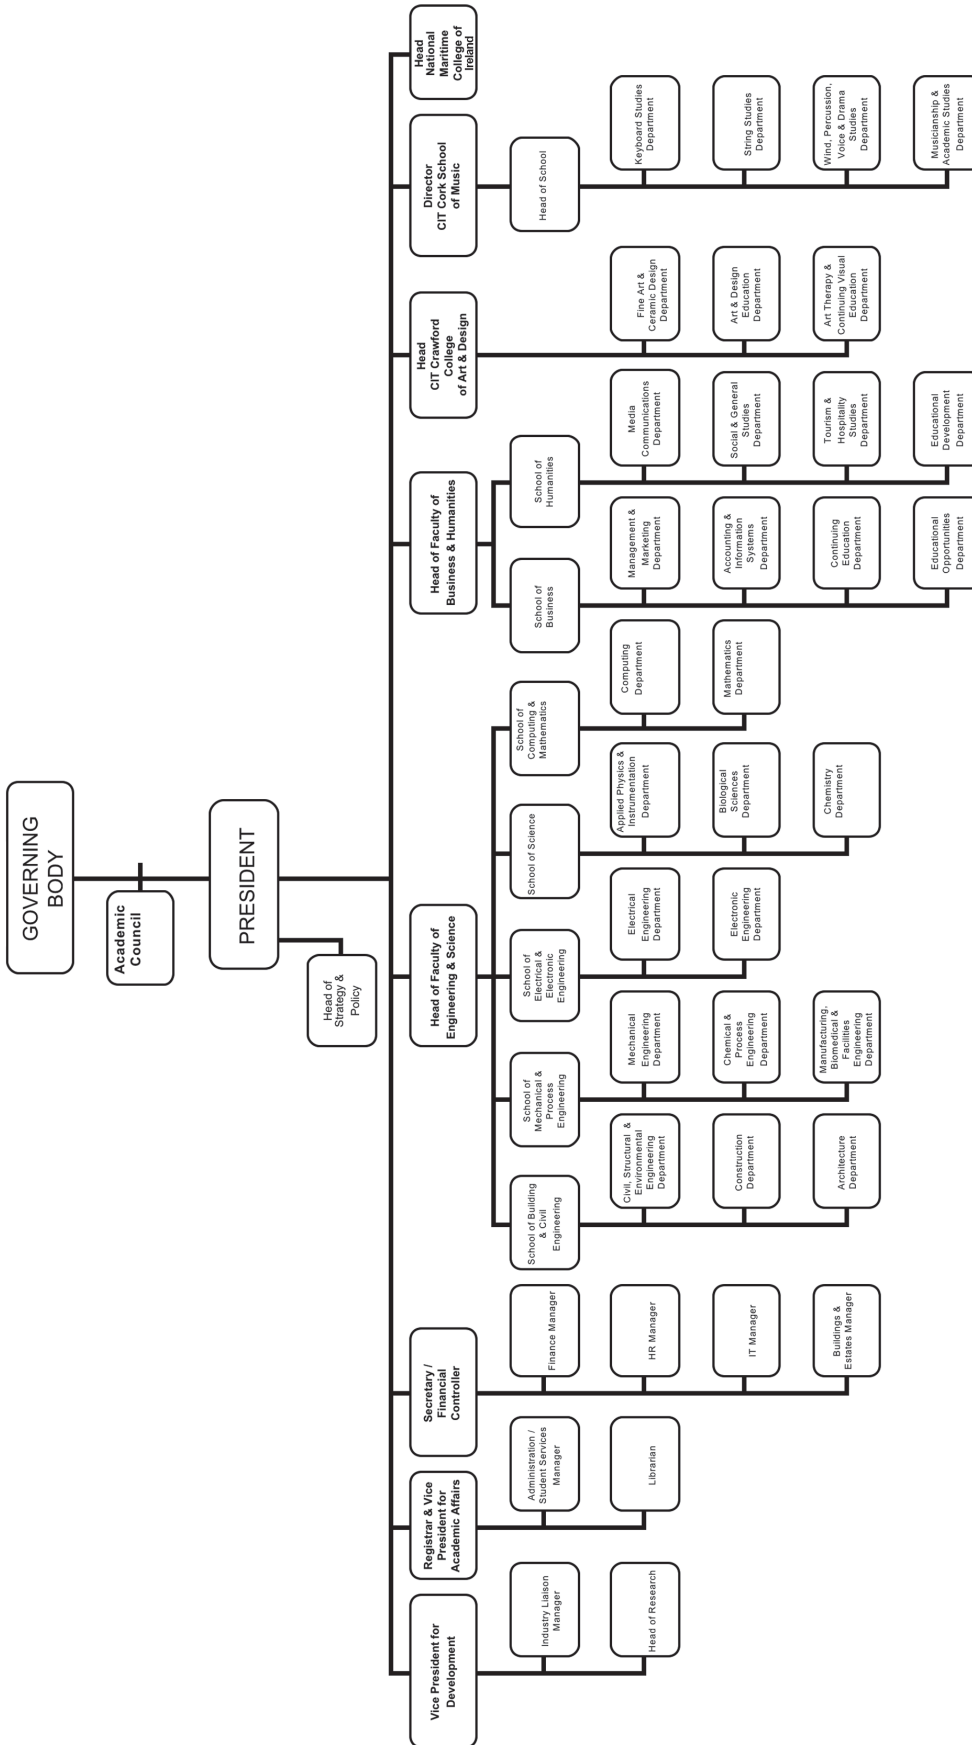 GOVERNING
BODY
Academic
Council
PRESIDENT
Head of
Strategy &
Policy
Vice President for
Development
Industry Liaison
Manager
Head of Research
Registrar & Vice
President for
Academic Affairs
Administration /
Student Services
Manager
Librarian
Secretary /
Financial
Controller
Finance Manager
HR Manager
IT Manager
Buildings &
Estates Manager
Head of Faculty of
Engineering & Science
School of Building
& Civil
Engineering
Civil, Structural &
Environmental
Engineering
Department
Construction
Department
Architecture
Department
School of
Mechanical &
Process
Engineering
Mechanical
Engineering
Department
Chemical &
Process
Engineering
Department
Manufacturing,
Biomedical &
Facilities
Engineering
Department
School of
Electrical &
Electronic
Engineering
Electrical
Engineering
Department
Electronic
Engineering
Department
School of Science
Applied Physics &
Instrumentation
Department
Biological
Sciences
Department
Chemistry
Department
School of
Computing &
Mathematics
Computing
Department
Mathematics
Department
Head of Faculty of
Business & Humanities
School of
Business
Management &
Marketing
Department
Accounting &
Information
Systems
Department
Continuing
Education
Department
Educational
Opportunities
Department
School of
Humanities
Media
Communications
Department
Social & General
Studies
Department
Tourism &
Hospitality
Studies
Department
Educational
Development
Department
Head
CIT Crawford
College
of Art & Design
Fine Art &
Ceramic Design
Department
Art & Design
Education
Department
Art Therapy &
Continuing Visual
Education
Department
Director
CIT Cork School
of Music
Head of School
Keyboard Studies
Department
String Studies
Department
Wind, Percussion,
Voice & Drama
Studies
Department
Musicianship &
Academic Studies
Department
Head
National
Maritime
College of
Ireland